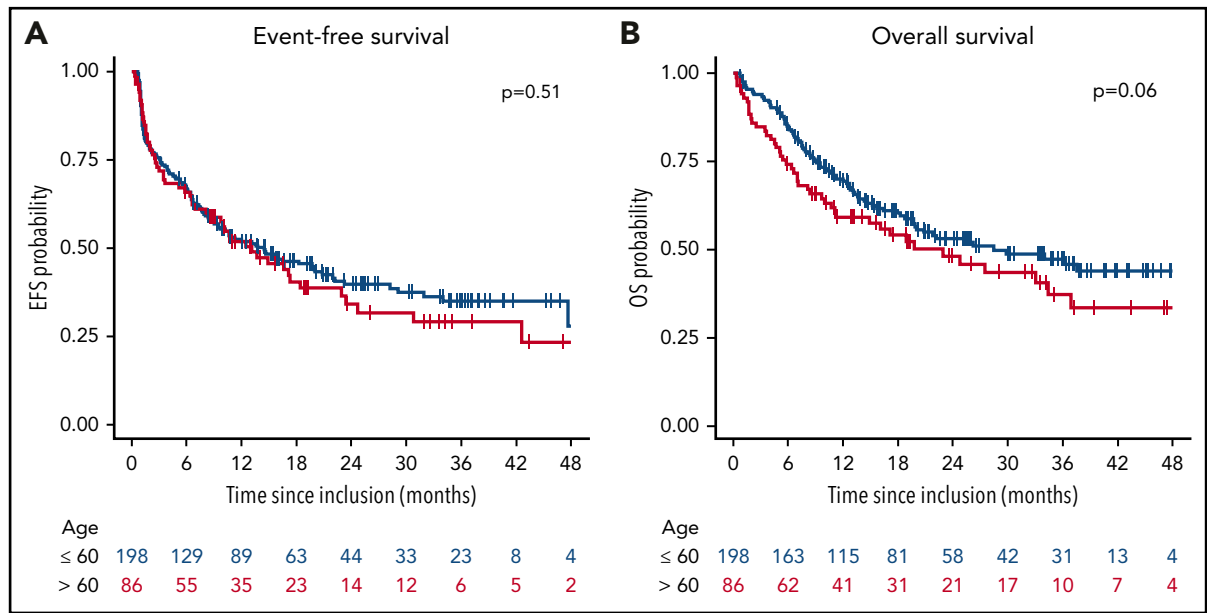 A Event-free survival
p=0.51
EFS probability
1.00
0.75
0.50
0.25
0.00
0 6 12 18 24 30 36 42 48
Time since inclusion (months)
Age
≤ 60 198 129 89 63 44 33 23 8 4
> 60 86 55 35 23 14 12 6 5 2
B Overall survival
p=0.06
OS probability
1.00
0.75
0.50
0.25
0.00
0 6 12 18 24 30 36 42 48
Time since inclusion (months)
Age
≤ 60 198 163 115 81 58 42 31 13 4
> 60 86 62 41 31 21 17 10 7 4